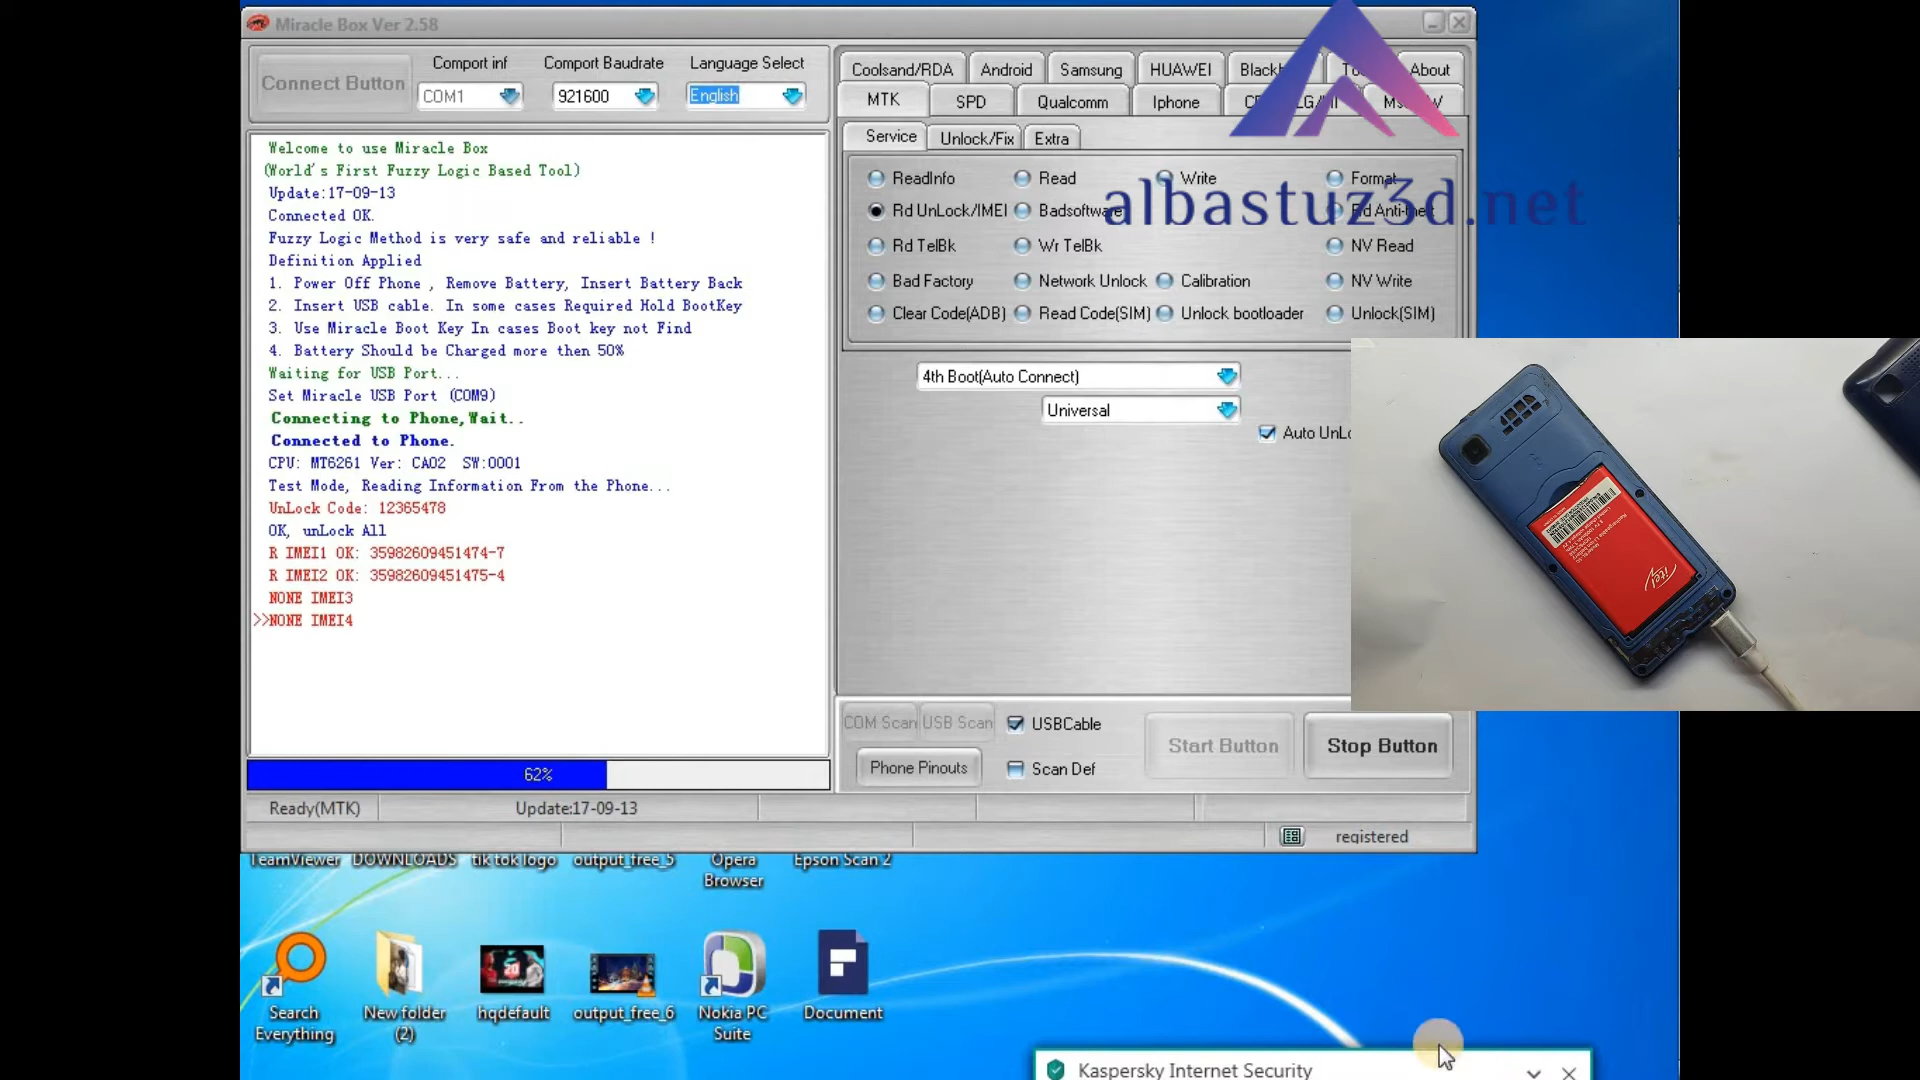 Miracle Box Ver 2.58
Connect Button
Comport inf
COM1
Comport Baudrate
921600
Language Select
English
Welcome to use Miracle Box
(World's First Fuzzy Logic Based Tool)
Update:17-09-13
Connected OK.
Fuzzy Logic Method is very safe and reliable !
Definition Applied
1. Power Off Phone , Remove Battery, Insert Battery Back
2. Insert USB cable. In some cases Required Hold BootKey
3. Use Miracle Boot Key In cases Boot key not Find
4. Battery Should be Charged more then 50%
Waiting for USB Port...
Set Miracle USB Port (COM9)
Connecting to Phone,Wait..
Connected to Phone.
CPU: MT6261 Ver: CA02 SW:0001
Test Mode, Reading Information From the Phone...
UnLock Code: 12365478
OK, unLock All
R IMEI1 OK: 35982609451474-7
R IMEI2 OK: 35982609451475-4
NONE IMEI3
>>NONE IMEI4
62%
Ready(MTK)
Update:17-09-13
Coolsand/RDA Android Samsung HUAWEI About
MTK SPD Qualcomm Iphone
Service Unlock/Fix Extra
ReadInfo Read Write Format
Rd UnLock/IMEI Badsoftware
Rd TelBk Wr TelBk NV Read
Bad Factory Network Unlock Calibration NV Write
Clear Code(ADB) Read Code(SIM) Unlock bootloader Unlock(SIM)
albastuz3d.net
4th Boot(Auto Connect)
Universal
Auto UnLo
itel
COM Scan USB Scan USBCable
Phone Pinouts Scan Def
Start Button
Stop Button
registered
TeamViewer DOWNLOADS tik tok logo output_free_5 Opera Browser Epson Scan 2
Search Everything
New folder (2)
hqdefault
output_free_6
Nokia PC Suite
Document
Kaspersky Internet Security